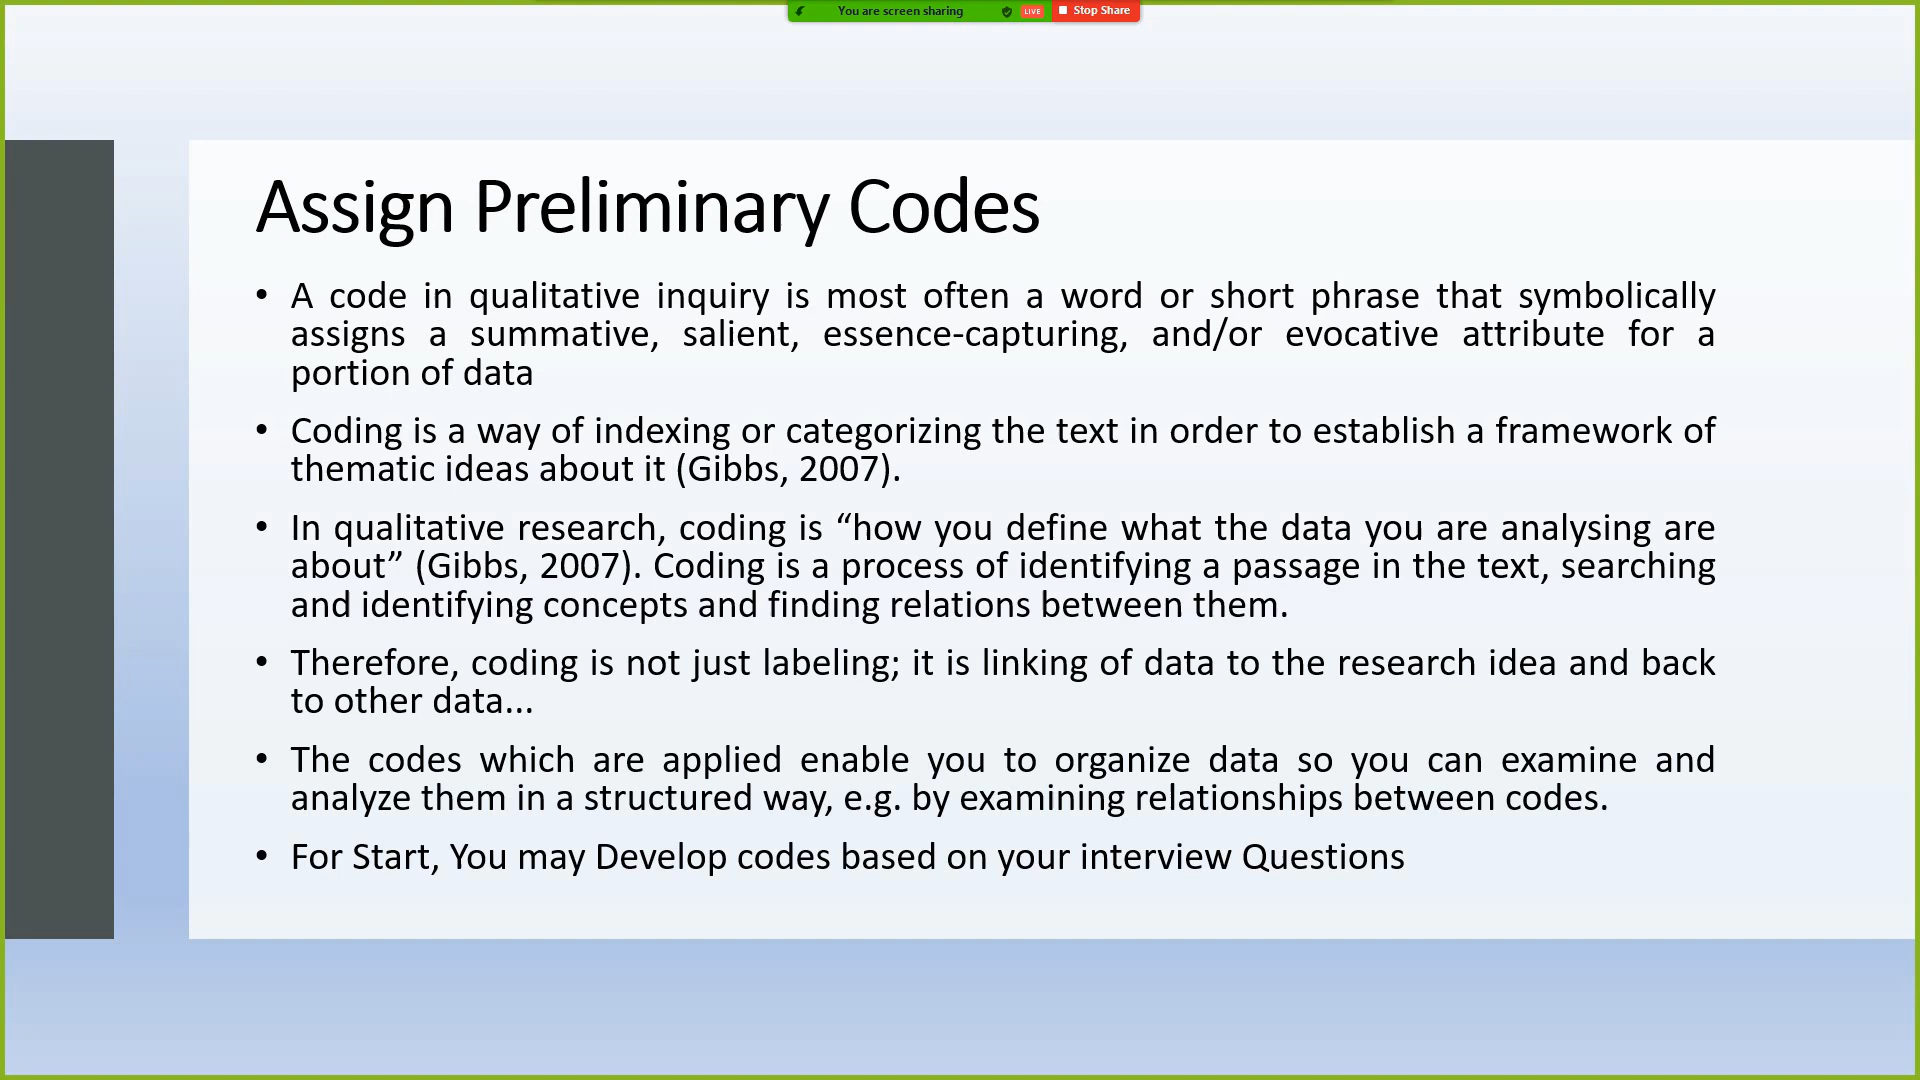 You are screen sharing
LIVE
Stop Share
Assign Preliminary Codes
• A code in qualitative inquiry is most often a word or short phrase that symbolically
assigns a summative, salient, essence-capturing, and/or evocative attribute for a
portion of data
• Coding is a way of indexing or categorizing the text in order to establish a framework of
thematic ideas about it (Gibbs, 2007).
• In qualitative research, coding is “how you define what the data you are analysing are
about” (Gibbs, 2007). Coding is a process of identifying a passage in the text, searching
and identifying concepts and finding relations between them.
• Therefore, coding is not just labeling; it is linking of data to the research idea and back
to other data...
• The codes which are applied enable you to organize data so you can examine and
analyze them in a structured way, e.g. by examining relationships between codes.
• For Start, You may Develop codes based on your interview Questions